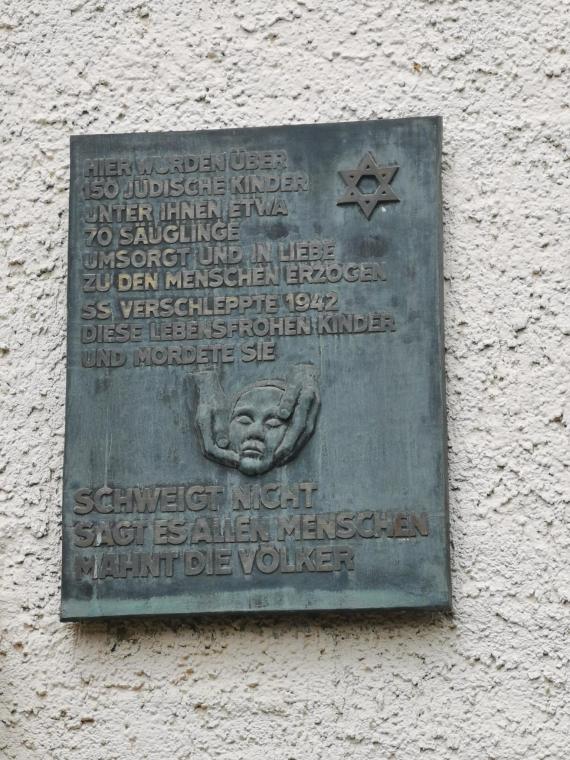 HIER WURDEN ÜBER
150 JÜDISCHE KINDER
UNTER IHNEN ETWA
70 SÄUGLINGE
UMSORGT UND IN LIEBE
ZU DEN MENSCHEN ERZOGEN
SS VERSCHLEPPTE 1942
DIESE LEBENSFROHEN KINDER
UND MORDETE SIE
SCHWEIGT NICHT
SAGT ES ALLEN MENSCHEN
MAHNT DIE VÖLKER